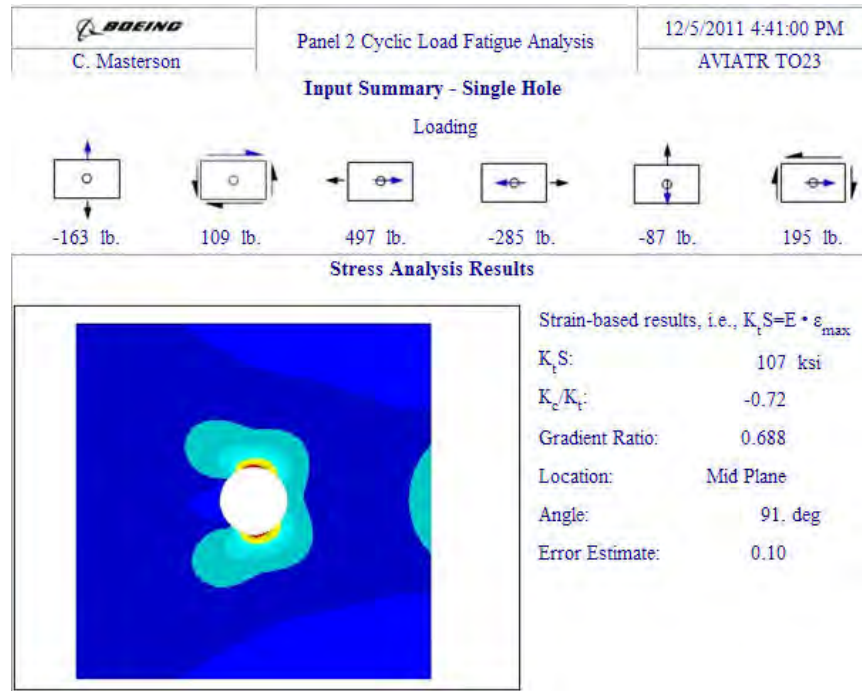 BOEING
C. Masterson
Panel 2 Cyclic Load Fatigue Analysis
12/5/2011 4:41:00 PM
AVIATR TO23
Input Summary - Single Hole
Loading
-163 lb. 109 lb. 497 lb. -285 lb. -87 lb. 195 lb.
Stress Analysis Results
Strain-based results, i.e., KtS=E • εmax
KtS: 107 ksi
Kc/Kt: -0.72
Gradient Ratio: 0.688
Location: Mid Plane
Angle: 91. deg
Error Estimate: 0.10